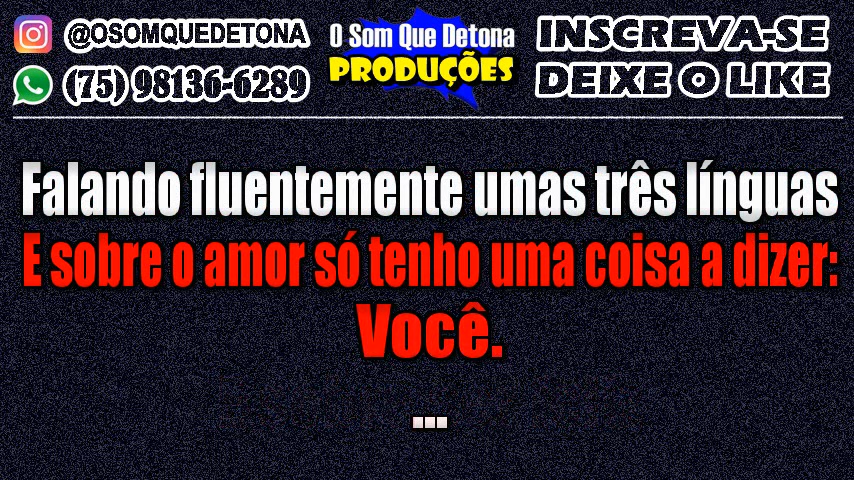 @OSOMQUEDETONA
(75) 98136-6289
O Som Que Detona
PRODUÇÕES
INSCREVA-SE
DEIXE O LIKE
Falando fluentemente umas três línguas
E sobre o amor só tenho uma coisa a dizer:
Você.
...